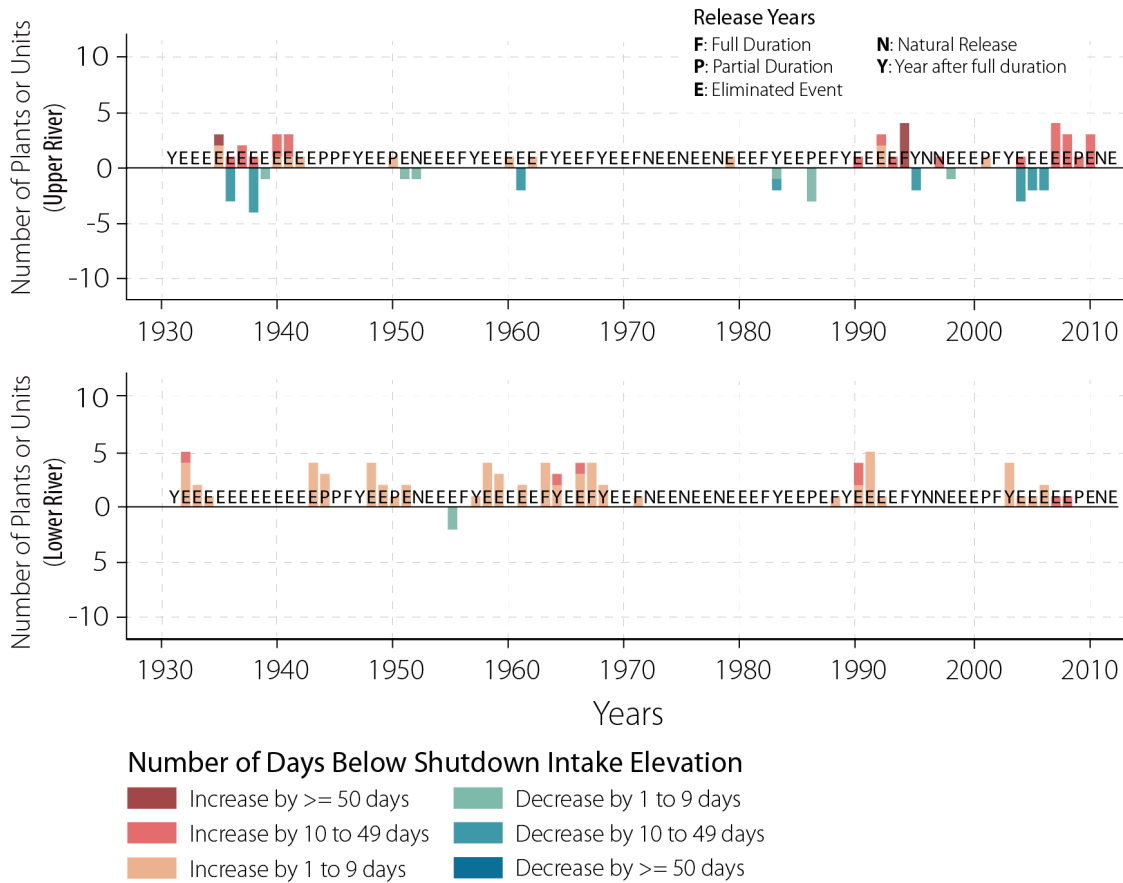 Release Years
F: Full Duration
N: Natural Release
P: Partial Duration
Y: Year after full duration
E: Eliminated Event
Number of Plants or Units
(Upper River)
10
5
0
-5
-10
YEEEEEEEEEEEEPPFYEEPENEEEFYEEEEEFYEEFYEEFNEENEENEEEFYEEPEFYEEEEFYNNEEEPFYEEEEEPENE
1930 1940 1950 1960 1970 1980 1990 2000 2010
Number of Plants or Units
(Lower River)
10
5
0
5
-10
YEEEEEEEEEEEEPPFYEEPENEEEFYEEEEEFYEEFYEEFNEENEENEEEFYEEPEFYEEEEFYNNEEEPFYEEEEEPENE
1930 1940 1950 1960 1970 1980 1990 2000 2010
Years
Number of Days Below Shutdown Intake Elevation
Increase by >= 50 days
Decrease by 1 to 9 days
Increase by 10 to 49 days
Decrease by 10 to 49 days
Increase by 1 to 9 days
Decrease by >= 50 days